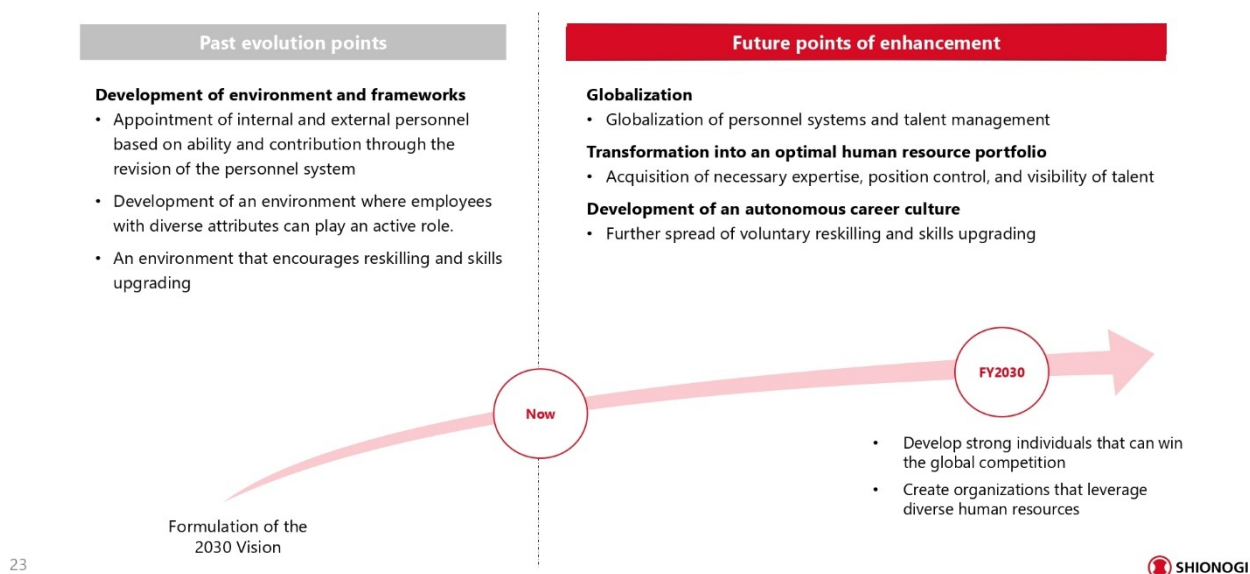 Past evolution points
Development of environment and frameworks
• Appointment of internal and external personnel
based on ability and contribution through the
revision of the personnel system
• Development of an environment where employees
with diverse attributes can play an active role.
• An environment that encourages reskilling and skills
upgrading
Future points of enhancement
Globalization
• Globalization of personnel systems and talent management
Transformation into an optimal human resource portfolio
• Acquisition of necessary expertise, position control, and visibility of talent
Development of an autonomous career culture
• Further spread of voluntary reskilling and skills upgrading
Formulation of the
2030 Vision
Now
FY2030
• Develop strong individuals that can win
the global competition
• Create organizations that leverage
diverse human resources
23
SHIONOGI